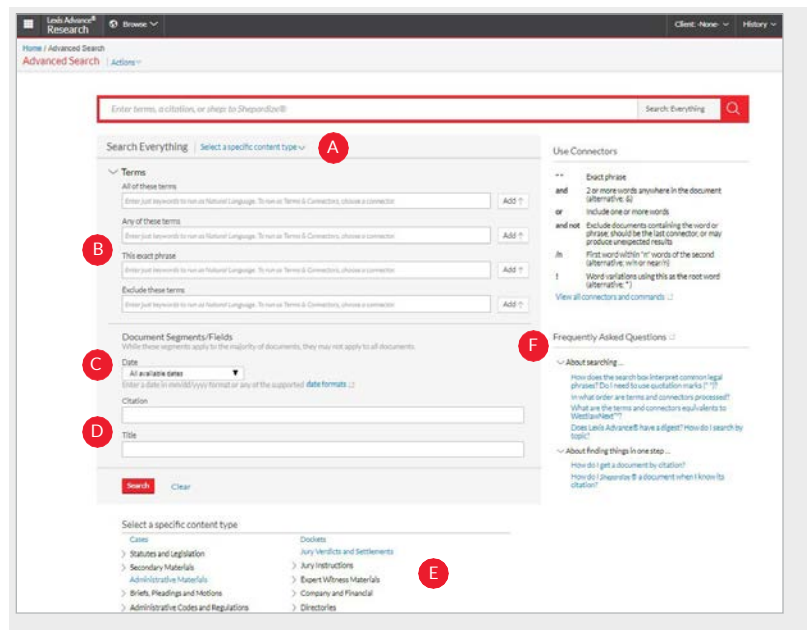 Lexis Advance®
Research
Browse
Client: -None-
History
Home / Advanced Search
Advanced Search | Actions
Enter terms, a citation, or shep: to Shepardize®
Search: Everything
Search Everything | Select a specific content type
A
Terms
All of these terms
Enter just keywords to run as Natural Language. To run as Terms & Connectors, choose a connector
Add ↑
Any of these terms
Enter just keywords to run as Natural Language. To run as Terms & Connectors, choose a connector
Add ↑
B
This exact phrase
Enter just keywords to run as Natural Language. To run as Terms & Connectors, choose a connector
Add ↑
Exclude these terms
Enter just keywords to run as Natural Language. To run as Terms & Connectors, choose a connector
Add ↑
Document Segments/Fields
While these segments apply to the majority of documents, they may not apply to all documents.
C
Date
All available dates
Enter a date in mm/dd/yyyy format or any of the supported date formats
Citation
D
Title
Search
Clear
Select a specific content type
Cases
Statutes and Legislation
Secondary Materials
Administrative Materials
Briefs, Pleadings and Motions
Administrative Codes and Regulations
Dockets
Jury Verdicts and Settlements
Jury Instructions
Expert Witness Materials
Company and Financial
Directories
E
Use Connectors
" " Exact phrase
and 2 or more words anywhere in the document
(alternative: &)
or Include one or more words
and not Exclude documents containing the word or
phrase; should be the last connector, or may
produce unexpected results
/n First word within "n" words of the second
(alternative: w/n or near/n)
! Word variations using this as the root word
(alternative: *)
View all connectors and commands
F
Frequently Asked Questions
About searching ...
How does the search box interpret common legal
phrases? Do I need to use quotation marks (" ")?
In what order are terms and connectors processed?
What are the terms and connectors equivalents to
WestlawNext™?
Does Lexis Advance® have a digest? How do I search by
topic?
About finding things in one step ...
How do I get a document by citation?
How do I Shepardize® a document when I know its
citation?